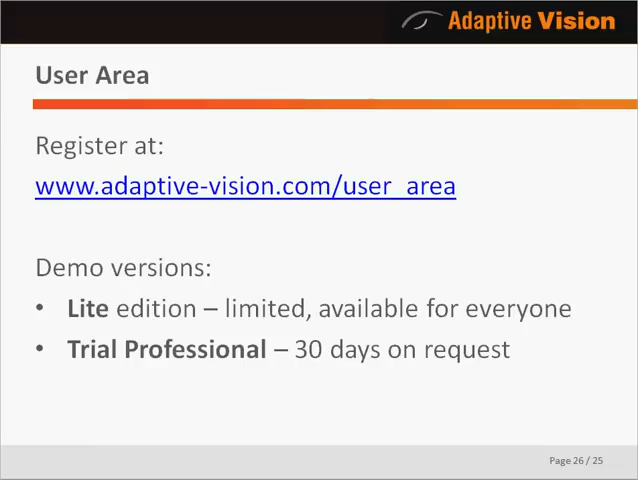 Adaptive Vision
User Area
Register at:
www.adaptive-vision.com/user_area
Demo versions:
• Lite edition – limited, available for everyone
• Trial Professional – 30 days on request
Page 26 / 25